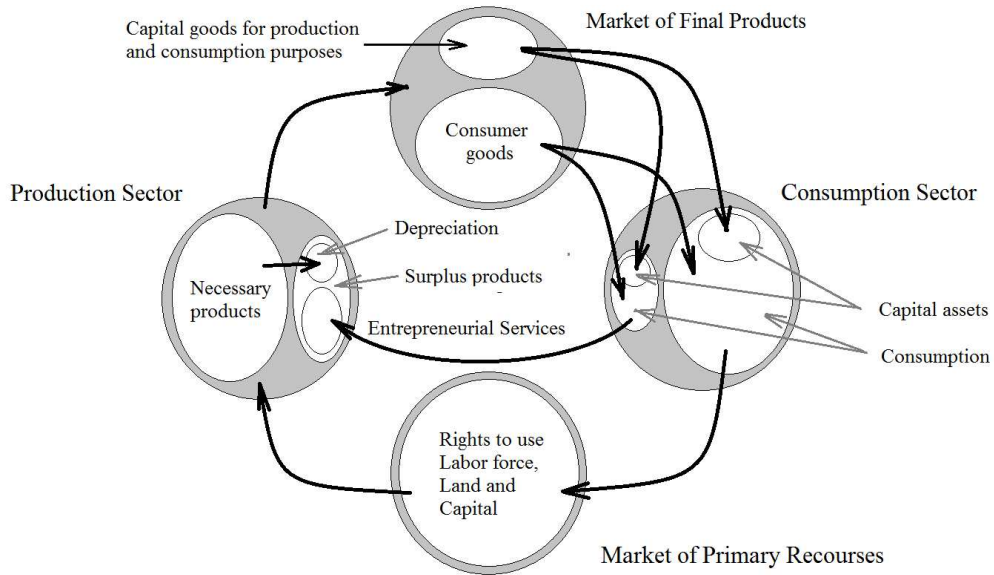 Capital goods for production
and consumption purposes
Market of Final Products
Consumer
goods
Production Sector
Consumption Sector
Depreciation
Surplus products
Necessary
products
Entrepreneurial Services
Capital assets
Consumption
Rights to use
Labor force,
Land and
Capital
Market of Primary Recourses